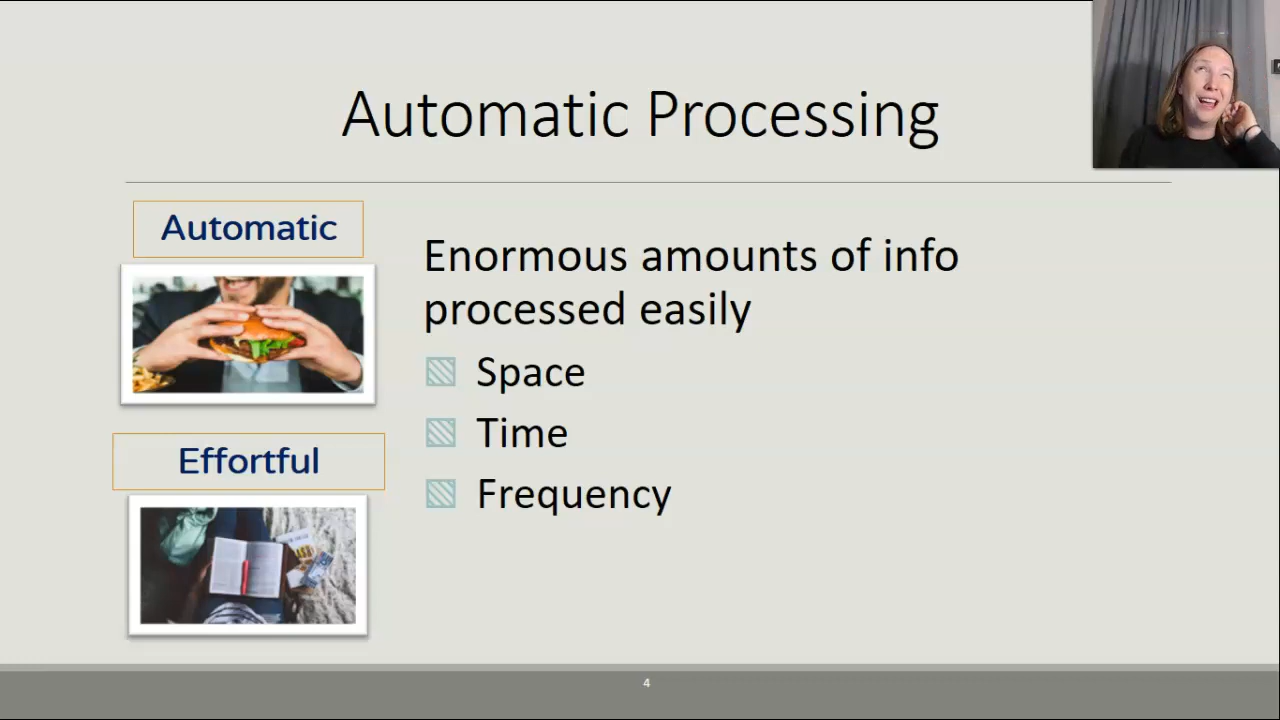 Automatic Processing
Automatic
Effortful
Enormous amounts of info
processed easily
Space
Time
Frequency
4